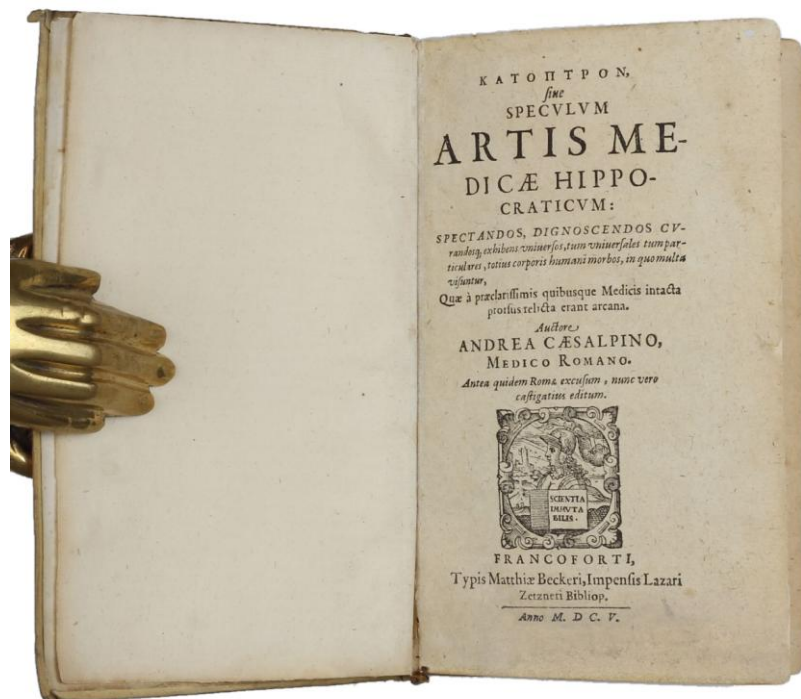 ΚΑΤΟΠΤΡΟΝ,
ſiue
SPECVLVM
ARTIS ME-
DICÆ HIPPO-
CRATICVM:
SPECTANDOS, DIGNOSCENDOS CV-
randosq, exhibens vniuerſos, tum vniuerſales tum par-
ticulares, totius corporis humani morbos, in quo multa
viſuntur,
Quæ à præclariſſimis quibusque Medicis intacta
prorſus relicta erant arcana.
Auctore
ANDREA CÆSALPINO,
MEDICO ROMANO.
Antea quidem Romæ excuſum, nunc vero
caſtigatius editum.
SCIENTIA
IMMUTA
BILIS.
FRANCOFORTI,
Typis Matthiæ Beckeri, Impenſis Lazari
Zetzneri Bibliop.
Anno M. D C. V.